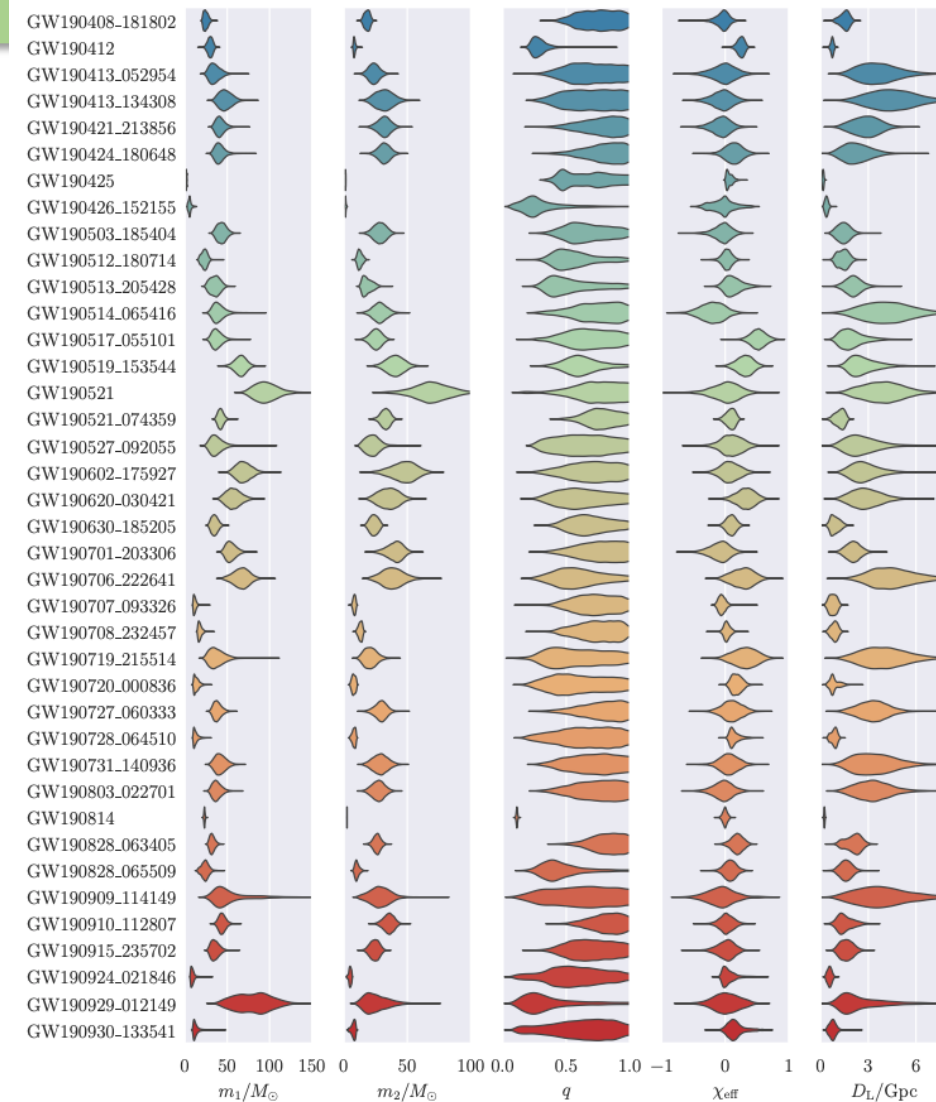 GW190408_181802
GW190412
GW190413_052954
GW190413_134308
GW190421_213856
GW190424_180648
GW190425
GW190426_152155
GW190503_185404
GW190512_180714
GW190513_205428
GW190514_065416
GW190517_055101
GW190519_153544
GW190521
GW190521_074359
GW190527_092055
GW190602_175927
GW190620_030421
GW190630_185205
GW190701_203306
GW190706_222641
GW190707_093326
GW190708_232457
GW190719_215514
GW190720_000836
GW190727_060333
GW190728_064510
GW190731_140936
GW190803_022701
GW190814
GW190828_063405
GW190828_065509
GW190909_114149
GW190910_112807
GW190915_235702
GW190924_021846
GW190929_012149
GW190930_133541
0 50 100 150 0 50 100 0.0 0.5 1.0 −1 0 1 0 3 6
m₁/M⊙ m₂/M⊙ q χeff D_L/Gpc